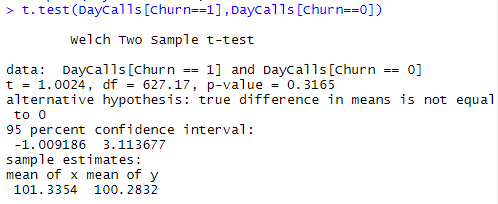 > t.test(DayCalls[Churn==1],DayCalls[Churn==0])
Welch Two Sample t-test
data:  DayCalls[Churn == 1] and DayCalls[Churn == 0]
t = 1.0024, df = 627.17, p-value = 0.3165
alternative hypothesis: true difference in means is not equal
to 0
95 percent confidence interval:
-1.009186  3.113677
sample estimates:
mean of x mean of y
101.3354  100.2832